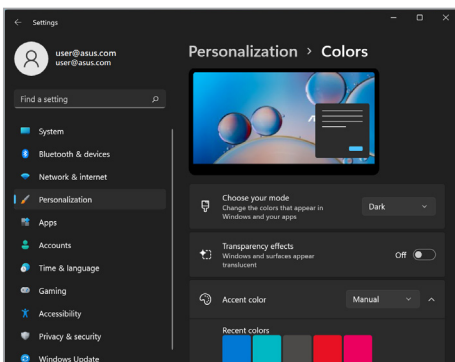 Settings
user@asus.com
user@asus.com
Find a setting
System
Bluetooth & devices
Network & internet
Personalization
Apps
Accounts
Time & language
Gaming
Accessibility
Privacy & security
Windows Update
Personalization > Colors
Choose your mode
Change the colors that appear in
Windows and your apps
Dark
Transparency effects
Windows and surfaces appear
translucent
Off
Accent color
Manual
Recent colors